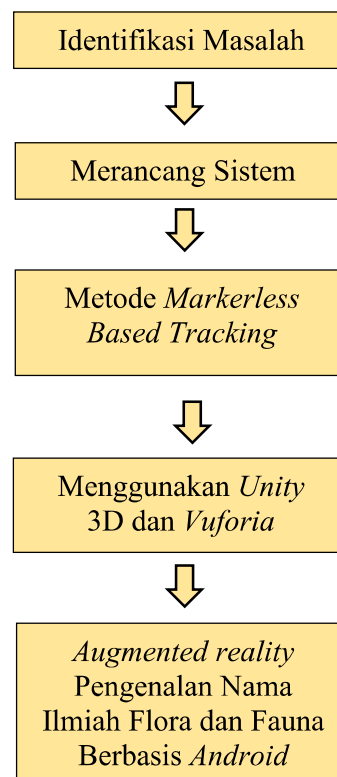 Identifikasi Masalah
Merancang Sistem
Metode Markerless
Based Tracking
Menggunakan Unity
3D dan Vuforia
Augmented reality
Pengenalan Nama
Ilmiah Flora dan Fauna
Berbasis Android